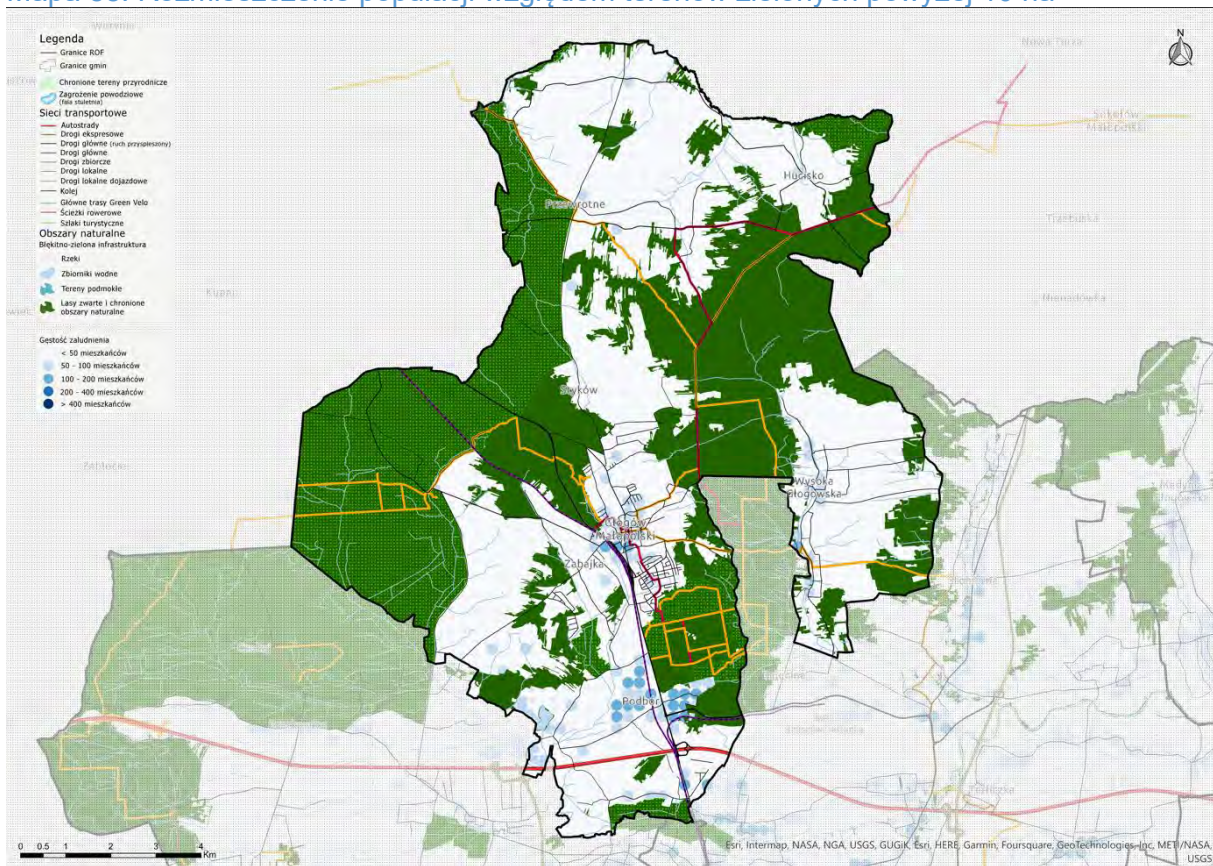 Legenda
Granice ROF
Granice gmin
Chronione tereny przyrodnicze
Zagrożenie powodziowe
(fala stuletnia)
Sieci transportowe
Autostrady
Drogi ekspresowe
Drogi główne (ruch przyspieszony)
Drogi główne
Drogi zbiorcze
Drogi lokalne
Drogi lokalne dojazdowe
Kolej
Główne trasy Green Velo
Ścieżki rowerowe
Szlaki turystyczne
Obszary naturalne
Błękitno-zielona infrastruktura
Rzeki
Zbiorniki wodne
Tereny podmokłe
Lasy zwarte i chronione
obszary naturalne
Gęstość zaludnienia
< 50 mieszkańców
50 - 100 mieszkańców
100 - 200 mieszkańców
200 - 400 mieszkańców
> 400 mieszkańców
N
Sokołów
Małopolski
Hucisko
Przewrotne
Trzebuska
Nienadówka
Styków
Wysoka
Głogowska
Głogów
Małopolski
Zabajka
Rudna
0 0.5 1 2 3 4
Km
Esri, Intermap, NASA, NGA, USGS, GUGiK, Esri, HERE, Garmin, Foursquare, GeoTechnologies, Inc, METI/NASA,
USGS